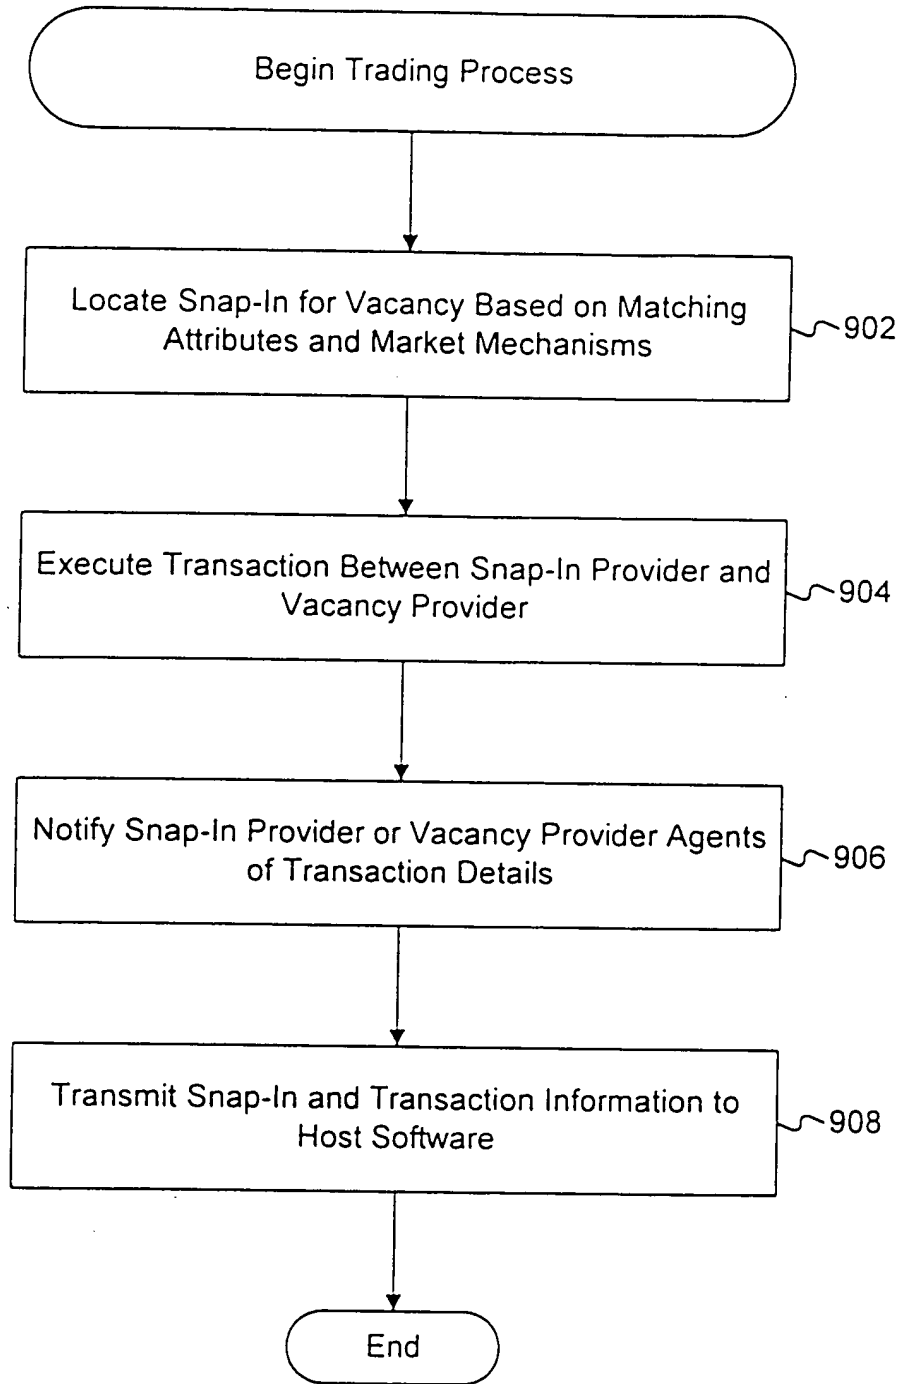 Begin Trading Process
Locate Snap-In for Vacancy Based on Matching
Attributes and Market Mechanisms
902
Execute Transaction Between Snap-In Provider and
Vacancy Provider
904
Notify Snap-In Provider or Vacancy Provider Agents
of Transaction Details
906
Transmit Snap-In and Transaction Information to
Host Software
908
End